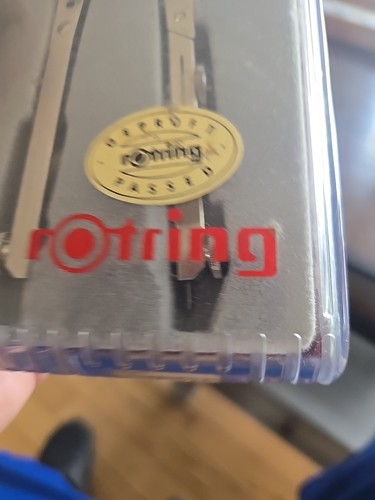 GEPRÜFT
rotring
PASSED
rotring